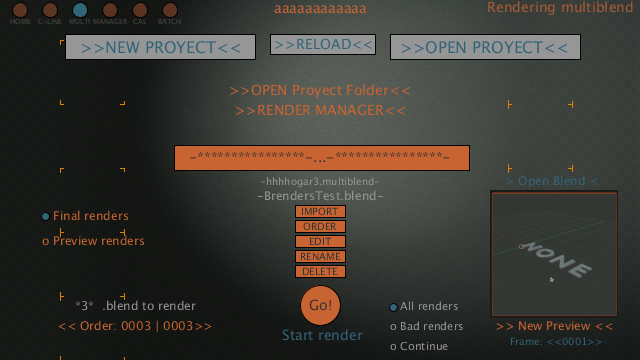 aaaaaaaaaaaa
Rendering multiblend
HOME C-LINE MULTI MANAGER CAL BATCH
>>NEW PROYECT<<
>>RELOAD<<
>>OPEN PROYECT<<
>>OPEN Proyect Folder<<
>>RENDER MANAGER<<
-****************-...-****************-
-hhhhogar3.multiblend-
-BrendersTest.blend-
> Open Blend <
IMPORT
ORDER
EDIT
RENAME
DELETE
Final renders
Preview renders
NONE
*3* .blend to render
<< Order: 0003 | 0003>>
Go!
Start render
All renders
Bad renders
Continue
>> New Preview <<
Frame: <<0001>>